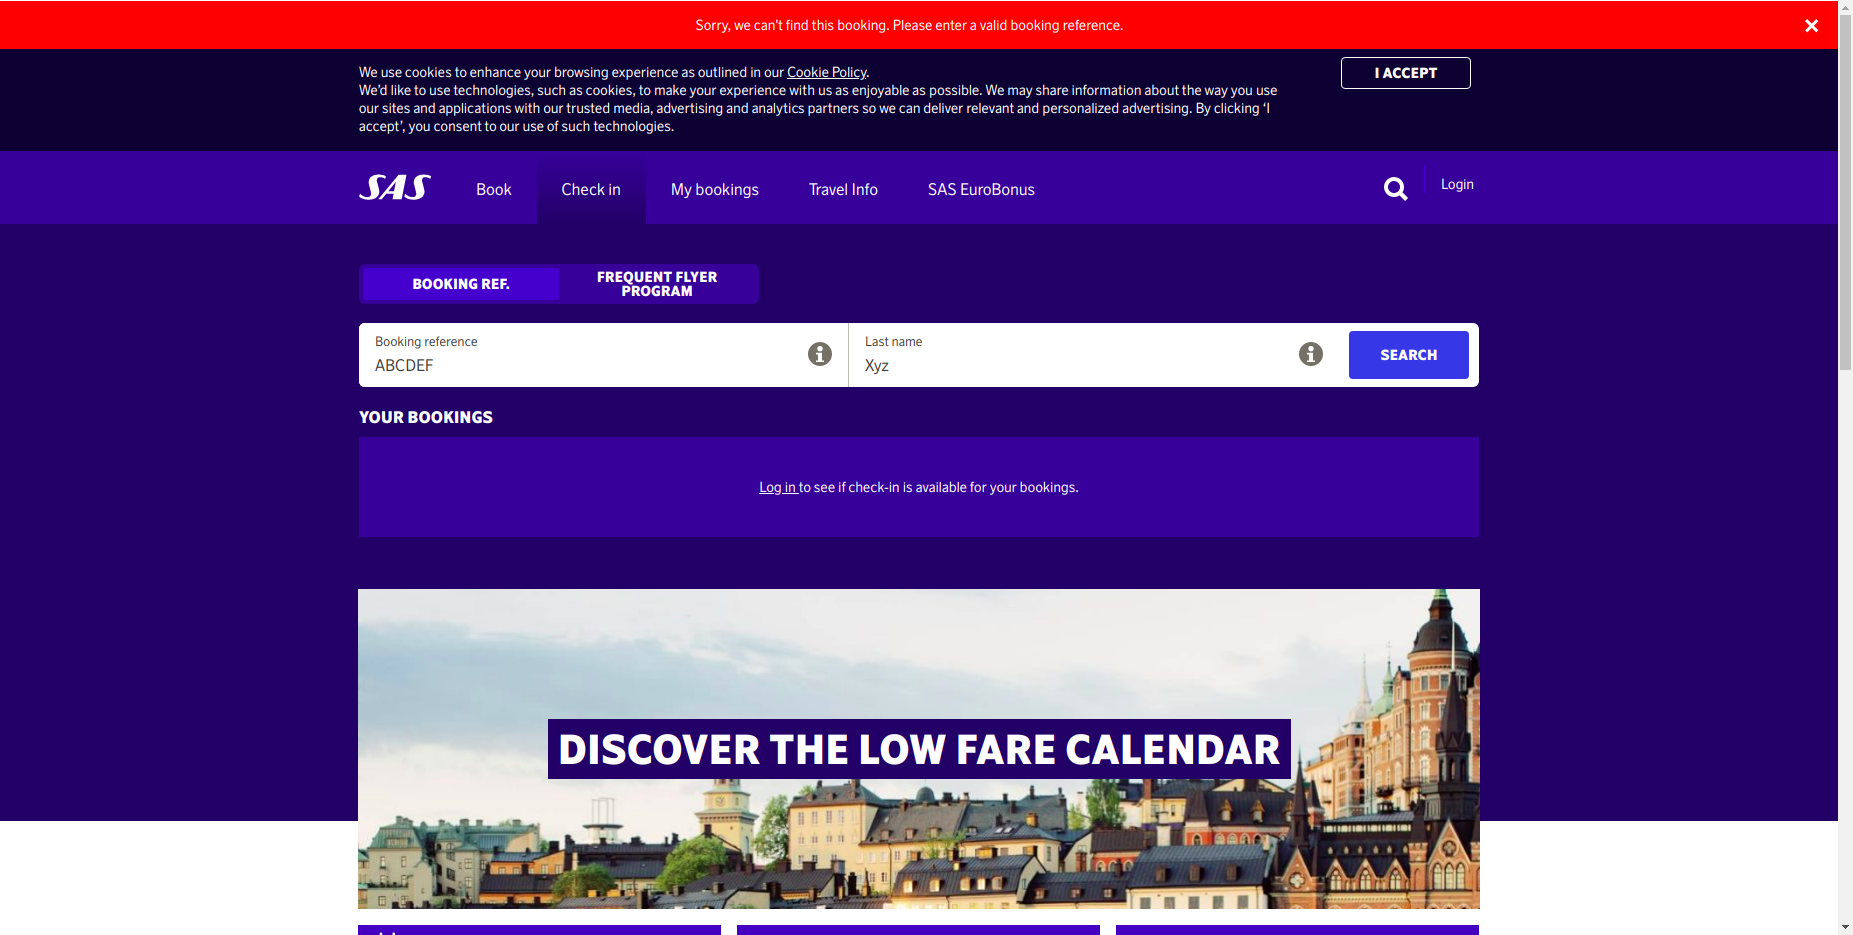 Sorry, we can't find this booking. Please enter a valid booking reference.
We use cookies to enhance your browsing experience as outlined in our Cookie Policy.
We'd like to use technologies, such as cookies, to make your experience with us as enjoyable as possible. We may share information about the way you use
our sites and applications with our trusted media, advertising and analytics partners so we can deliver relevant and personalized advertising. By clicking ‘I
accept’, you consent to our use of such technologies.
I ACCEPT
SAS
Book
Check in
My bookings
Travel Info
SAS EuroBonus
Login
BOOKING REF.
FREQUENT FLYER
PROGRAM
Booking reference
ABCDEF
Last name
Xyz
SEARCH
YOUR BOOKINGS
Log in to see if check-in is available for your bookings.
DISCOVER THE LOW FARE CALENDAR